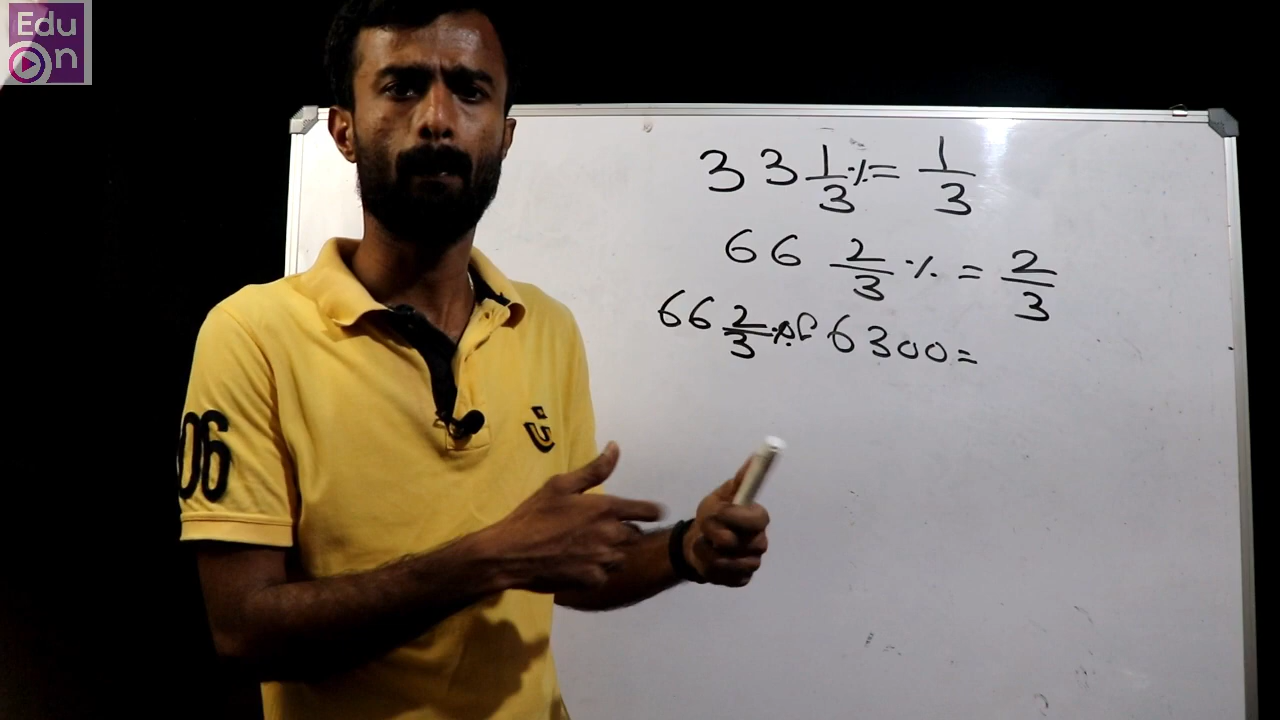 Edu
On
33 1/3 % = 1/3
66 2/3 % = 2/3
66 2/3 % of 6300 =
06